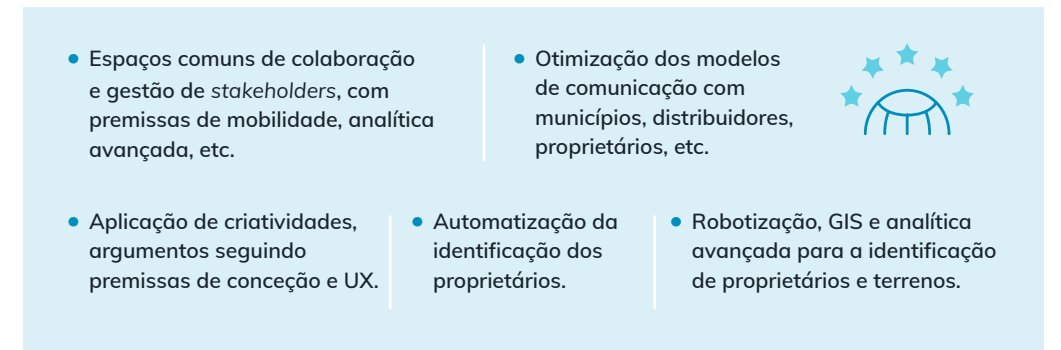 • Espaços comuns de colaboração
e gestão de stakeholders, com
premissas de mobilidade, analítica
avançada, etc.
• Otimização dos modelos
de comunicação com
municípios, distribuidores,
proprietários, etc.
• Aplicação de criatividades,
argumentos seguindo
premissas de conceção e UX.
• Automatização da
identificação dos
proprietários.
• Robotização, GIS e analítica
avançada para a identificação
de proprietários e terrenos.